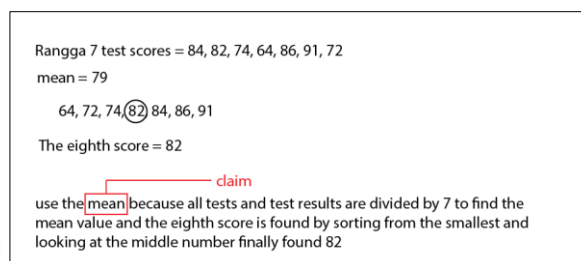 Rangga 7 test scores = 84, 82, 74, 64, 86, 91, 72
mean = 79
64, 72, 74, 82, 84, 86, 91
The eighth score = 82
claim
use the mean because all tests and test results are divided by 7 to find the
mean value and the eighth score is found by sorting from the smallest and
looking at the middle number finally found 82